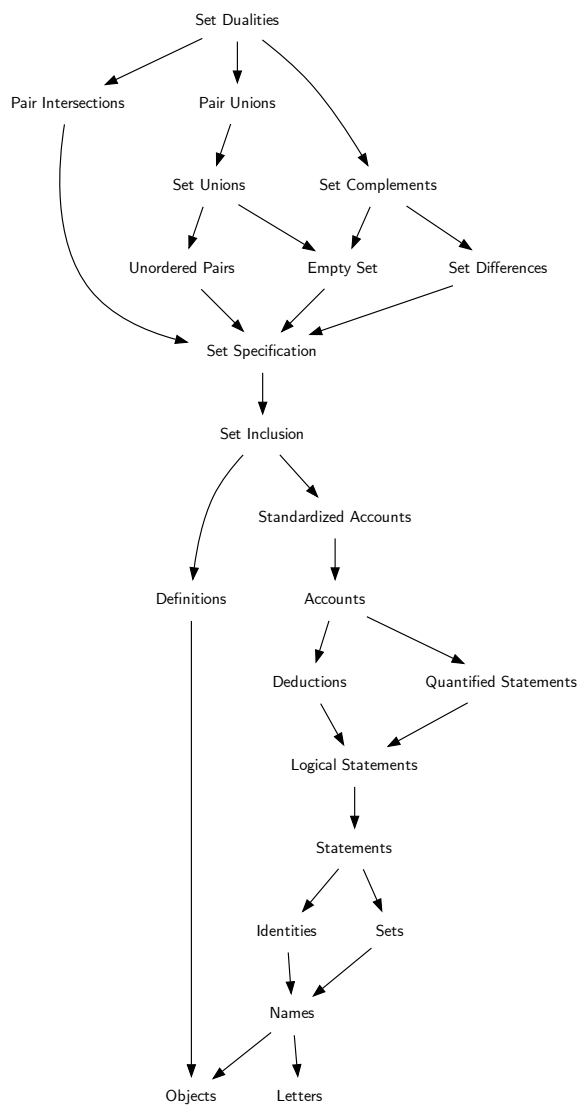 Set Dualities
Pair Intersections
Pair Unions
Set Unions
Set Complements
Unordered Pairs
Empty Set
Set Differences
Set Specification
Set Inclusion
Standardized Accounts
Definitions
Accounts
Deductions
Quantified Statements
Logical Statements
Statements
Identities
Sets
Names
Objects
Letters